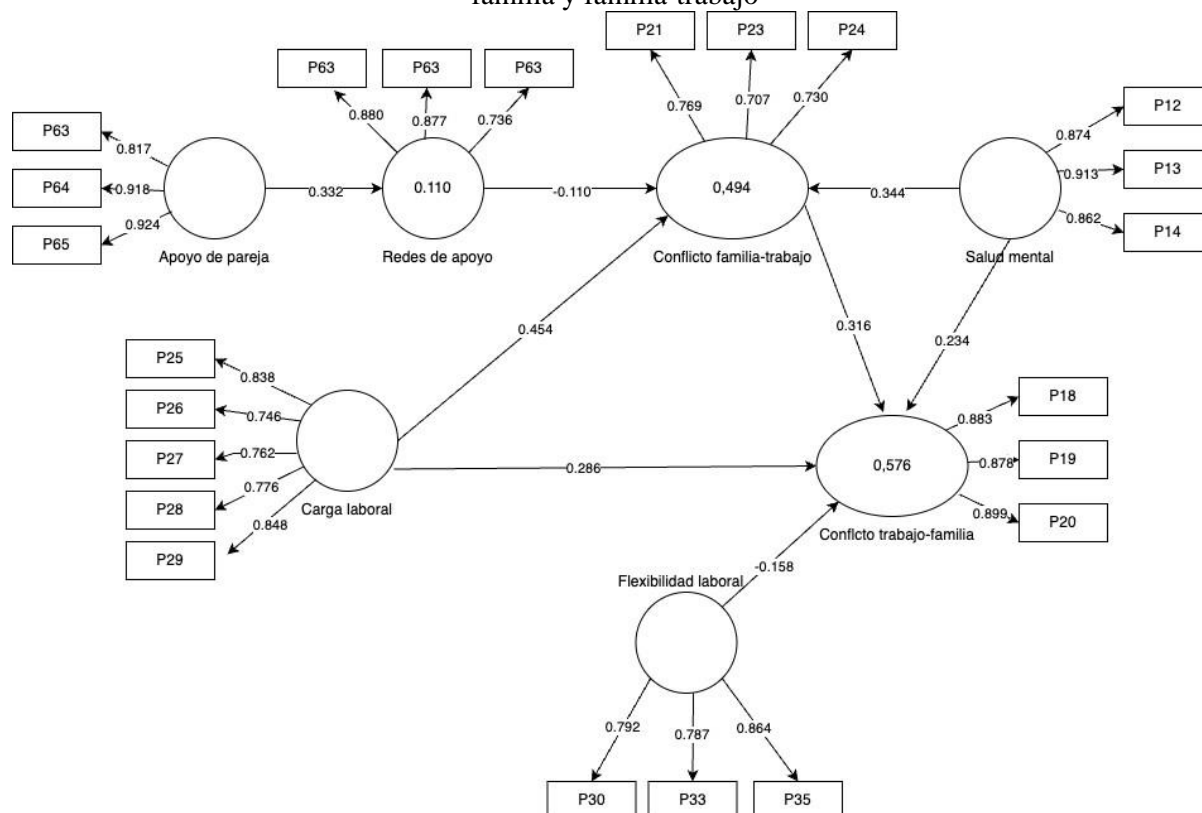 familia y familia-trabajo
P21
P23
P24
P63
P63
P63
0.769
0.707
0.730
0.880
0.877
0.736
P12
P13
P14
0.874
0.913
0.862
P63
P64
P65
0.817
0.918
0.924
0.332
0.110
-0.110
0,494
0.344
Apoyo de pareja
Redes de apoyo
Conflicto familia-trabajo
Salud mental
0.454
0.316
0.234
P25
P26
P27
P28
P29
0.838
0.746
0.762
0.776
0.848
Carga laboral
0.286
0,576
P18
P19
P20
0.883
0.878
0.899
Conflcto trabajo-familia
-0.158
Flexibilidad laboral
0.792
0.787
0.864
P30
P33
P35